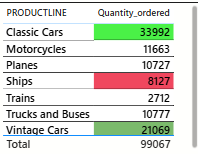 PRODUCTLINE Quantity_ordered
Classic Cars 33992
Motorcycles 11663
Planes 10727
Ships 8127
Trains 2712
Trucks and Buses 10777
Vintage Cars 21069
Total 99067